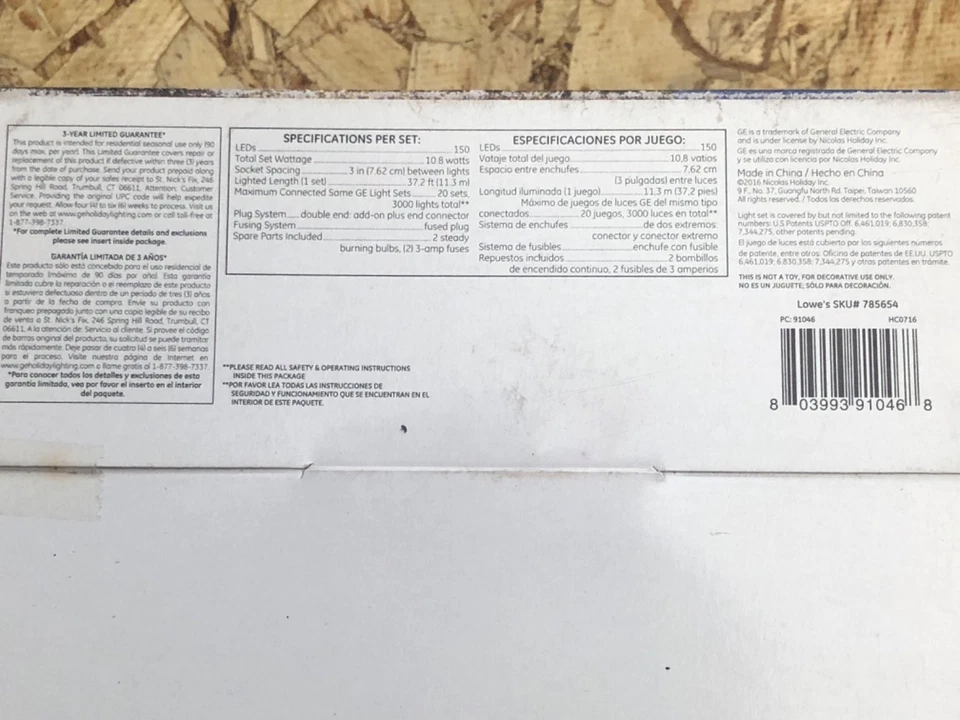 3-YEAR LIMITED GUARANTEE*
This product is intended for residential seasonal use only (90
days max. per year). This Limited Guarantee covers repair or
replacement of this product if defective within three (3) years
from the date of purchase. Send your product prepaid along
with a legible copy of your sales receipt to St. Nick's Fix, 246
Spring Hill Road, Trumbull, CT 06611, Attention: Customer
Service. Providing the original UPC code will help expedite
your request. Allow four (4) to six (6) weeks to process. Visit us
on the web at www.geholidaylighting.com or call toll-free at
1-877-398-7337.
*For complete Limited Guarantee details and exclusions
please see insert inside package.
GARANTÍA LIMITADA DE 3 AÑOS*
Este producto sólo está concebido para el uso residencial de
temporada (máximo de 90 días por año). Esta garantía
limitada cubre la reparación o el reemplazo de este producto
si estuviera defectuoso dentro de un período de tres (3) años
a partir de la fecha de compra. Envíe su producto con
franqueo prepagado junto con una copia legible de su recibo
de venta a St. Nick's Fix, 246 Spring Hill Road, Trumbull, CT
06611, A la atención de: Servicio al cliente. Si provee el código
de barras original del producto, su solicitud se puede tramitar
más rápidamente. Deje pasar de cuatro (4) a seis (6) semanas
para el proceso. Visite nuestra página de Internet en
www.geholidaylighting.com o llame gratis al 1-877-398-7337.
*Para conocer todos los detalles y exclusiones de esta
garantía limitada, vea por favor el inserto en el interior
del paquete.
SPECIFICATIONS PER SET:
LEDs 150
Total Set Wattage 10.8 watts
Socket Spacing 3 in (7.62 cm) between lights
Lighted Length (1 set) 37.2 ft (11.3 m)
Maximum Connected Same GE Light Sets 20 sets,
3000 lights total**
Plug System double end: add-on plus end connector
Fusing System fused plug
Spare Parts Included 2 steady
burning bulbs, (2) 3-amp fuses
ESPECIFICACIONES POR JUEGO:
LEDs 150
Vataje total del juego 10.8 vatios
Espacio entre enchufes 7.62 cm
(3 pulgadas) entre luces
Longitud iluminada (1 juego) 11.3 m (37.2 pies)
Máximo de juegos de luces GE del mismo tipo
conectados 20 juegos, 3000 luces en total**
Sistema de enchufes de dos extremos:
conector y conector extremo
Sistema de fusibles enchufe con fusible
Repuestos incluidos 2 bombillos
de encendido continuo, 2 fusibles de 3 amperios
**PLEASE READ ALL SAFETY & OPERATING INSTRUCTIONS
INSIDE THIS PACKAGE
**POR FAVOR LEA TODAS LAS INSTRUCCIONES DE
SEGURIDAD Y FUNCIONAMIENTO QUE SE ENCUENTRAN EN EL
INTERIOR DE ESTE PAQUETE.
GE is a trademark of General Electric Company
and is under license by Nicolas Holiday Inc.
GE es una marca registrada de General Electric Company
y se utiliza con licencia por Nicolas Holiday Inc.
Made in China / Hecho en China
©2016 Nicolas Holiday Inc.
9 F., No. 37, Guangfu North Rd. Taipei, Taiwan 10560
All rights reserved. / Todos los derechos reservados.
Light set is covered by but not limited to the following patent
numbers: U.S Patents USPTO Off. 6,461,019; 6,830,358;
7,344,275, other patents pending.
El juego de luces está cubierto por los siguientes números
de patente, entre otros: Oficina de patentes de EE.UU. USPTO
6,461,019; 6,830,358; 7,344,275 y otras patentes en trámite.
THIS IS NOT A TOY, FOR DECORATIVE USE ONLY.
NO ES UN JUGUETE; SÓLO PARA DECORACIÓN.
Lowe's SKU# 785654
PC: 91046 HC0716
8 03993 91046 8